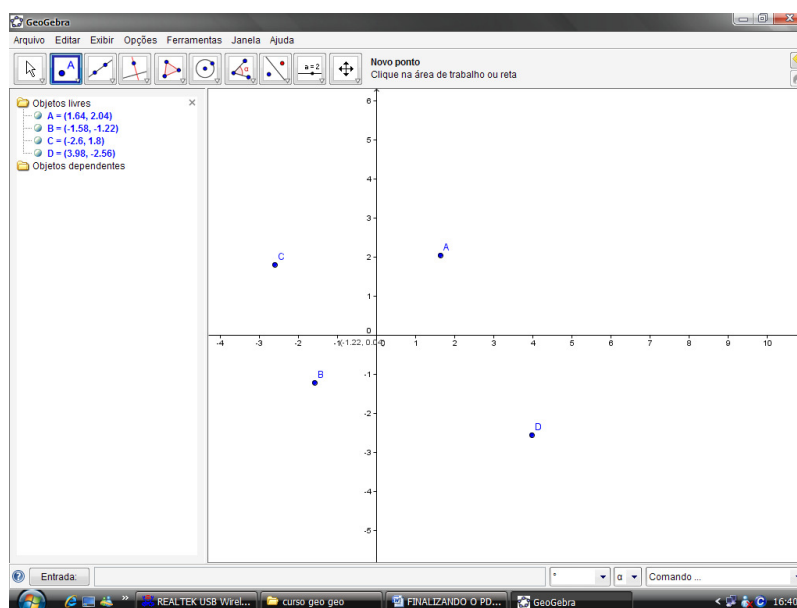 GeoGebra
Arquivo Editar Exibir Opções Ferramentas Janela Ajuda
A
a = 2
Novo ponto
Clique na área de trabalho ou reta
Objetos livres
A = (1.64, 2.04)
B = (-1.58, -1.22)
C = (-2.6, 1.8)
D = (3.98, -2.56)
Objetos dependentes
6
5
4
3
2
1
0
-4 -3 -2 -1 0 1 2 3 4 5 6 7 8 9 10
-1
-2
-3
-4
-5
A
C
B
D
Entrada:
° α Comando ...
REALTEK USB Wirel... curso geo geo FINALIZANDO O PD... GeoGebra 16:40